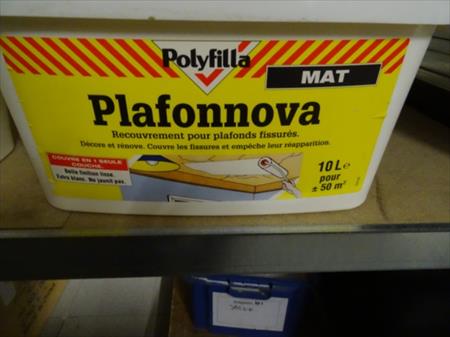 Polyfilla
MAT
Plafonnova
Recouvrement pour plafonds fissurés.
Décore et rénove. Couvre les fissures et empêche leur réapparition.
COUVRE EN 1 SEULE
COUCHE.
Belle finition lisse.
Extra blanc. Ne jaunit pas.
10 L e
pour
± 50 m²